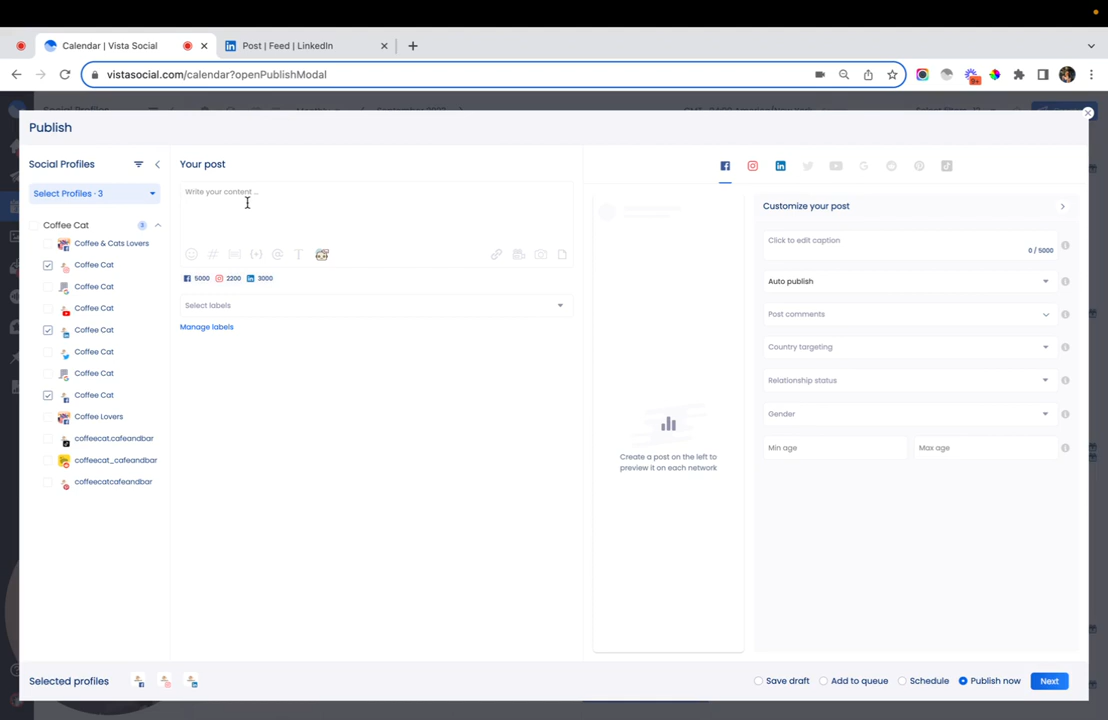 Calendar | Vista Social
Post | Feed | LinkedIn
vistasocial.com/calendar?openPublishModal
9+
Publish
Social Profiles
Select Profiles · 3
Coffee Cat
3
Coffee & Cats Lovers
Coffee Cat
Coffee Cat
Coffee Cat
Coffee Cat
Coffee Cat
Coffee Cat
Coffee Cat
Coffee Lovers
coffeecat.cafeandbar
coffeecat_cafeandbar
coffeecatcafeandbar
Your post
Write your content ...
5000 2200 3000
Select labels
Manage labels
Create a post on the left to
preview it on each network
Customize your post
Click to edit caption
0 / 5000
Auto publish
Post comments
Country targeting
Relationship status
Gender
Min age
Max age
Selected profiles
Save draft
Add to queue
Schedule
Publish now
Next